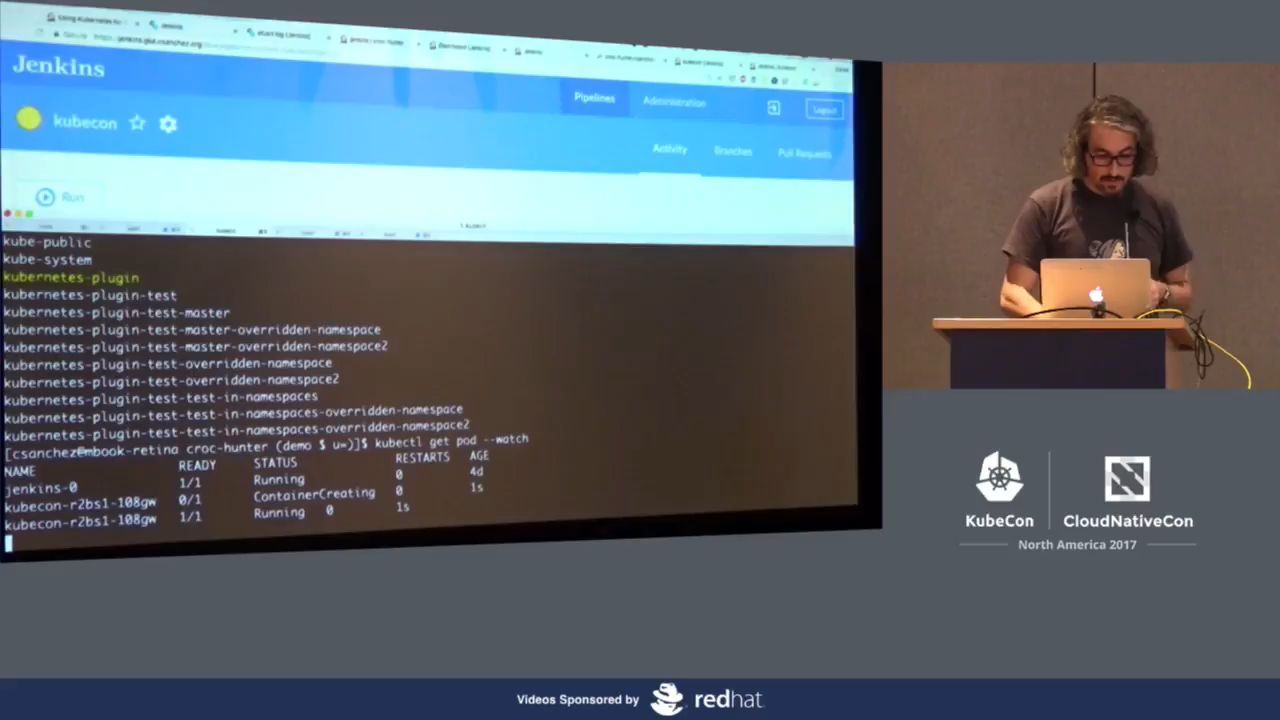 Using Kubernetes for
Jenkins
Jenkins
Jenkins
Pipelines
Administration
Logout
kubecon
Activity
Branches
Pull Requests
Run
kube-public
kube-system
kubernetes-plugin
kubernetes-plugin-test
kubernetes-plugin-test-master
kubernetes-plugin-test-master-overridden-namespace
kubernetes-plugin-test-master-overridden-namespace2
kubernetes-plugin-test-overridden-namespace
kubernetes-plugin-test-overridden-namespace2
kubernetes-plugin-test-test-in-namespaces
kubernetes-plugin-test-test-in-namespaces-overridden-namespace
kubernetes-plugin-test-test-in-namespaces-overridden-namespace2
[csanchez@mbook-retina croc-hunter (demo $ u=)]$ kubectl get pod --watch
NAME READY STATUS RESTARTS AGE
jenkins-0 1/1 Running 0 4d
kubecon-r2bs1-108gw 0/1 ContainerCreating 0 1s
kubecon-r2bs1-108gw 1/1 Running 0 1s
KubeCon
CloudNativeCon
North America 2017
Videos Sponsored by redhat